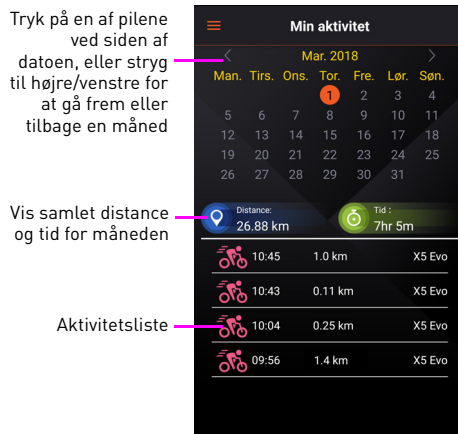 Tryk på en af pilene
ved siden af
datoen, eller stryg
til højre/venstre for
at gå frem eller
tilbage en måned
Min aktivitet
Mar. 2018
Man. Tirs. Ons. Tor. Fre. Lør. Søn.
1 2 3 4
5 6 7 8 9 10 11
12 13 14 15 16 17 18
19 20 21 22 23 24 25
26 27 28 29 30 31
Vis samlet distance
og tid for måneden
Distance:
26.88 km
Tid :
7hr 5m
10:45 1.0 km X5 Evo
10:43 0.11 km X5 Evo
Aktivitetsliste
10:04 0.25 km X5 Evo
09:56 1.4 km X5 Evo